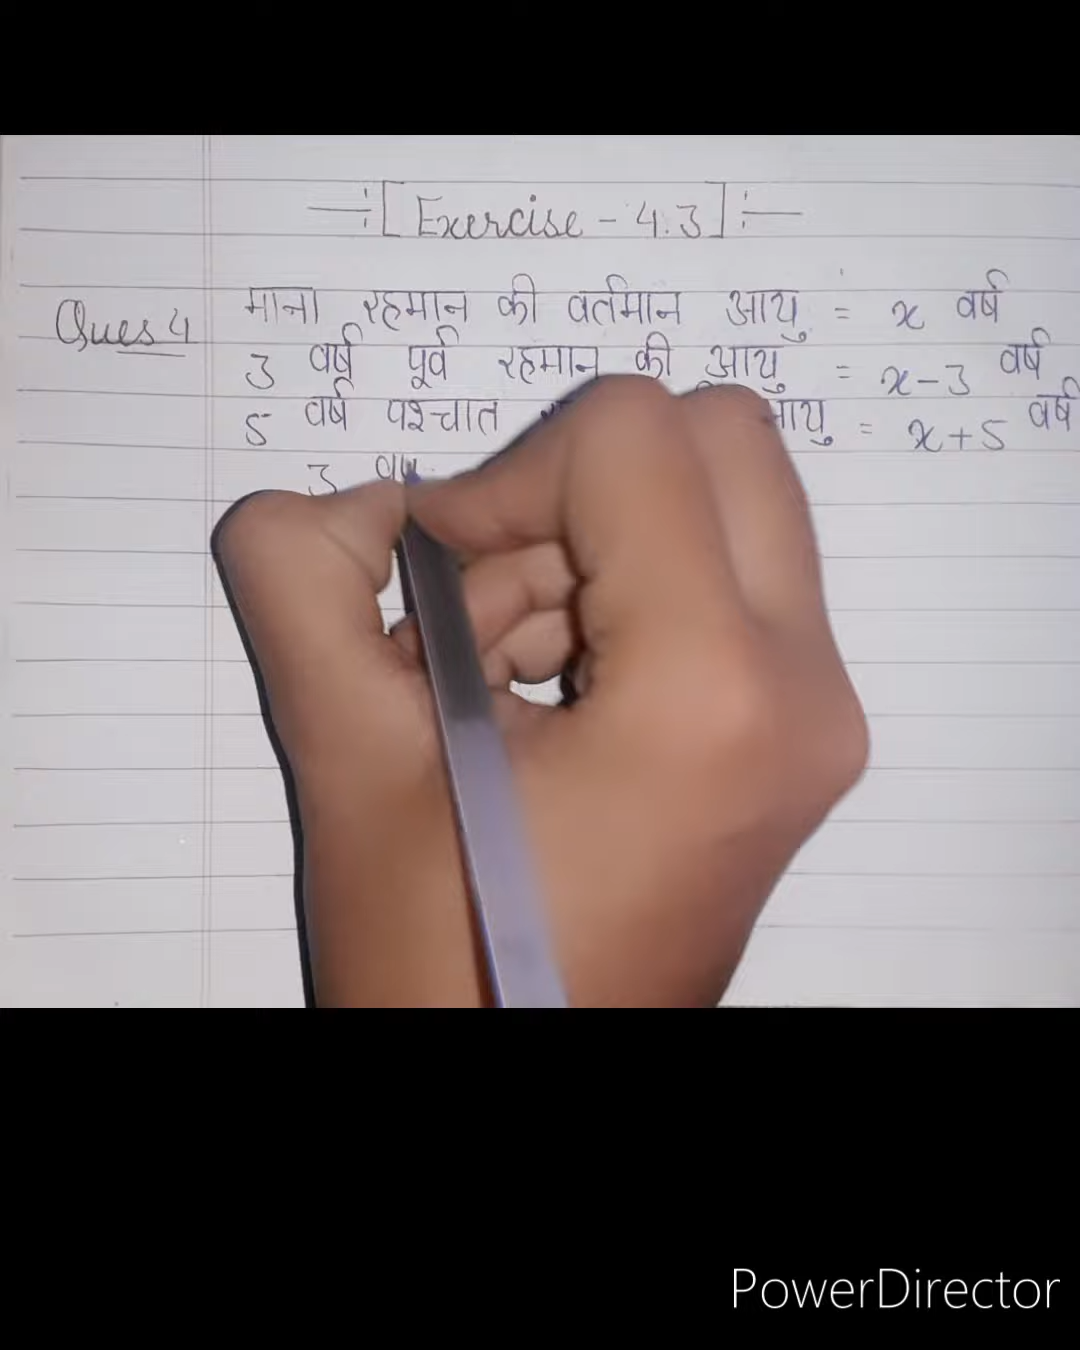 [Exercise - 4.3]
Ques 4 माना रहमान की वर्तमान आयु = x वर्ष
3 वर्ष पूर्व रहमान की आयु = x-3 वर्ष
5 वर्ष पश्चात = x+5 वर्ष
3
PowerDirector